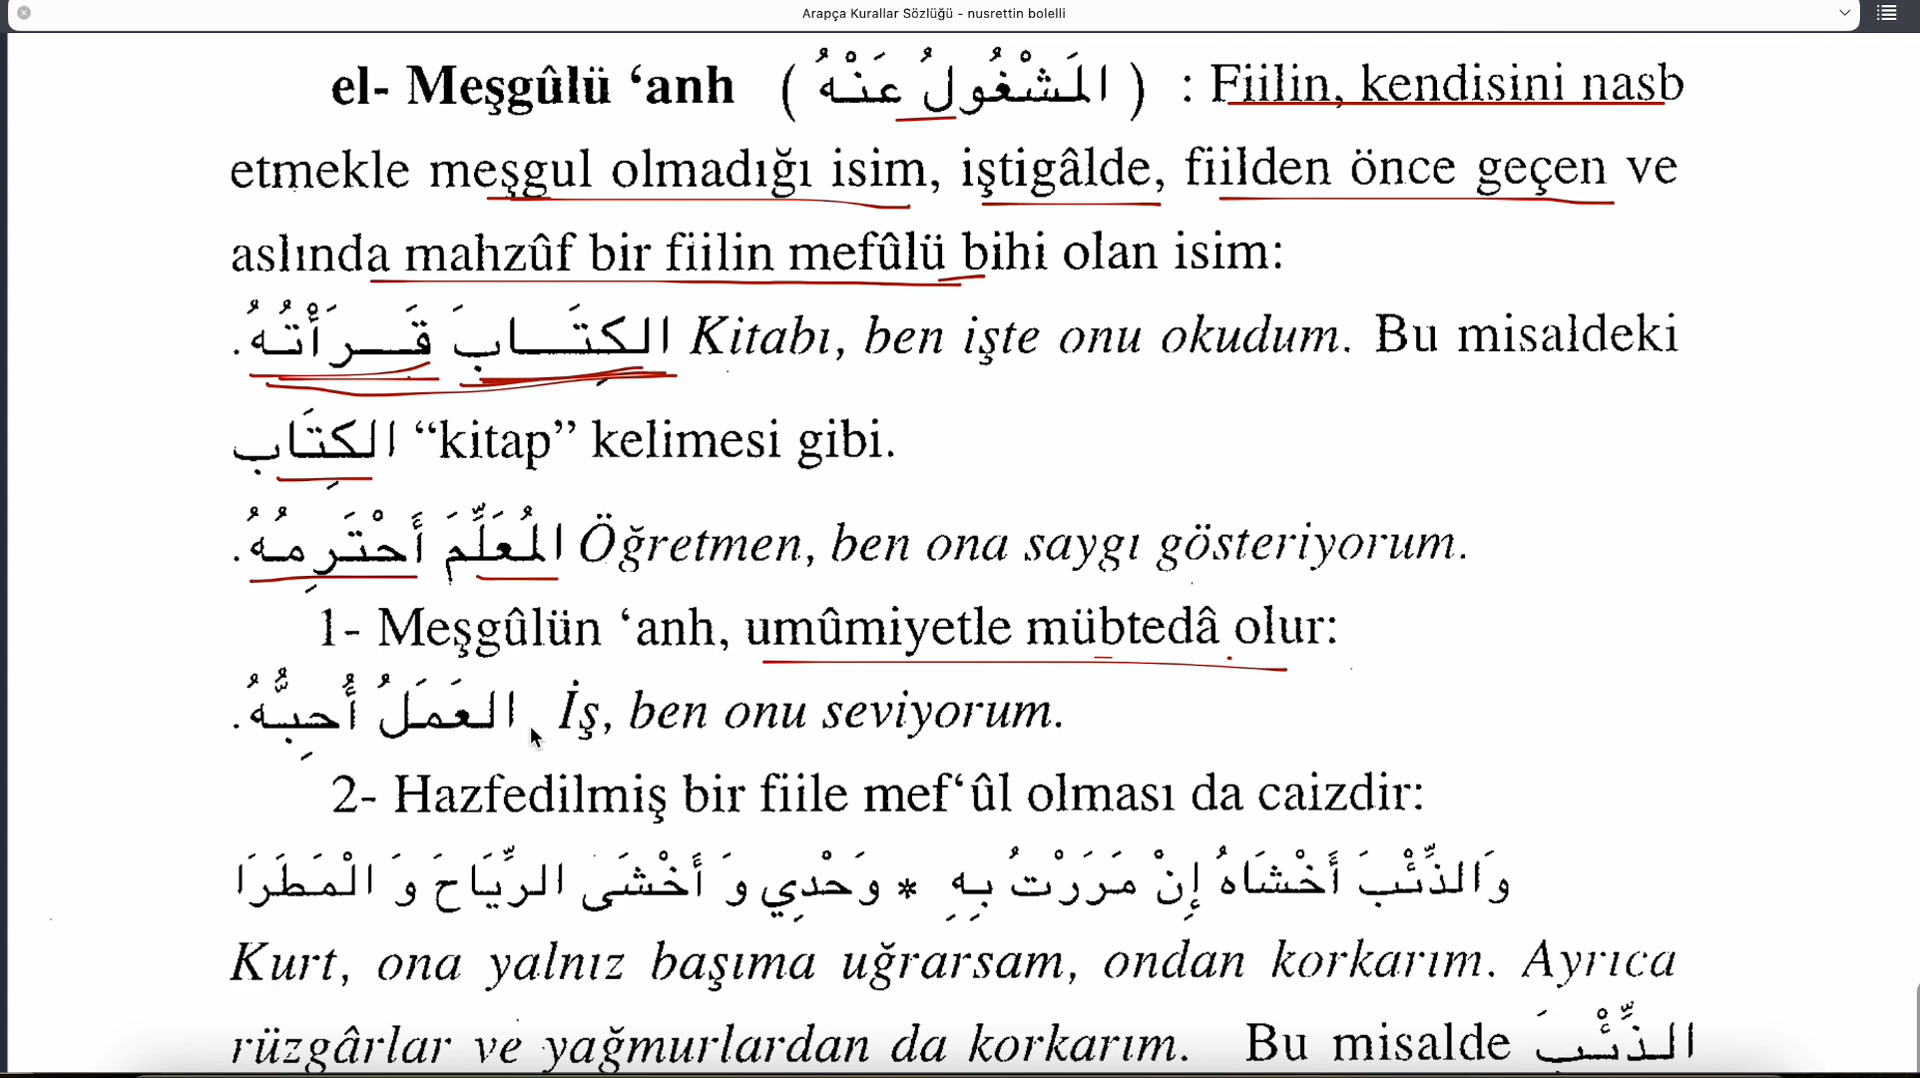 Arapça Kurallar Sözlüğü - nusrettin bolelli
el- Meşgûlü ‘anh ( المَشْغُولُ عَنْهُ ) : Fiilin, kendisini nasb
etmekle meşgul olmadığı isim, iştigâlde, fiilden önce geçen ve
aslında mahzûf bir fiilin mefûlü bihi olan isim:
الكِتَـــابَ قَـــرَأْتُهُ. Kitabı, ben işte onu okudum. Bu misaldeki
الكِتَاب “kitap” kelimesi gibi.
المُعَلِّمَ أَحْتَرِمُهُ. Öğretmen, ben ona saygı gösteriyorum.
1- Meşgûlün ‘anh, umûmiyetle mübtedâ olur:
العَمَلُ أُحِبُّهُ. İş, ben onu seviyorum.
2- Hazfedilmiş bir fiile mef‘ûl olması da caizdir:
وَالذِّئْبَ أَخْشَاهُ إِنْ مَرَرْتُ بِهِ * وَحْدِي وَ أَخْشَى الرِّيَاحَ وَ الْمَطَرَا
Kurt, ona yalnız başıma uğrarsam, ondan korkarım. Ayrıca
rüzgârlar ve yağmurlardan da korkarım. Bu misalde الذِّئْبَ